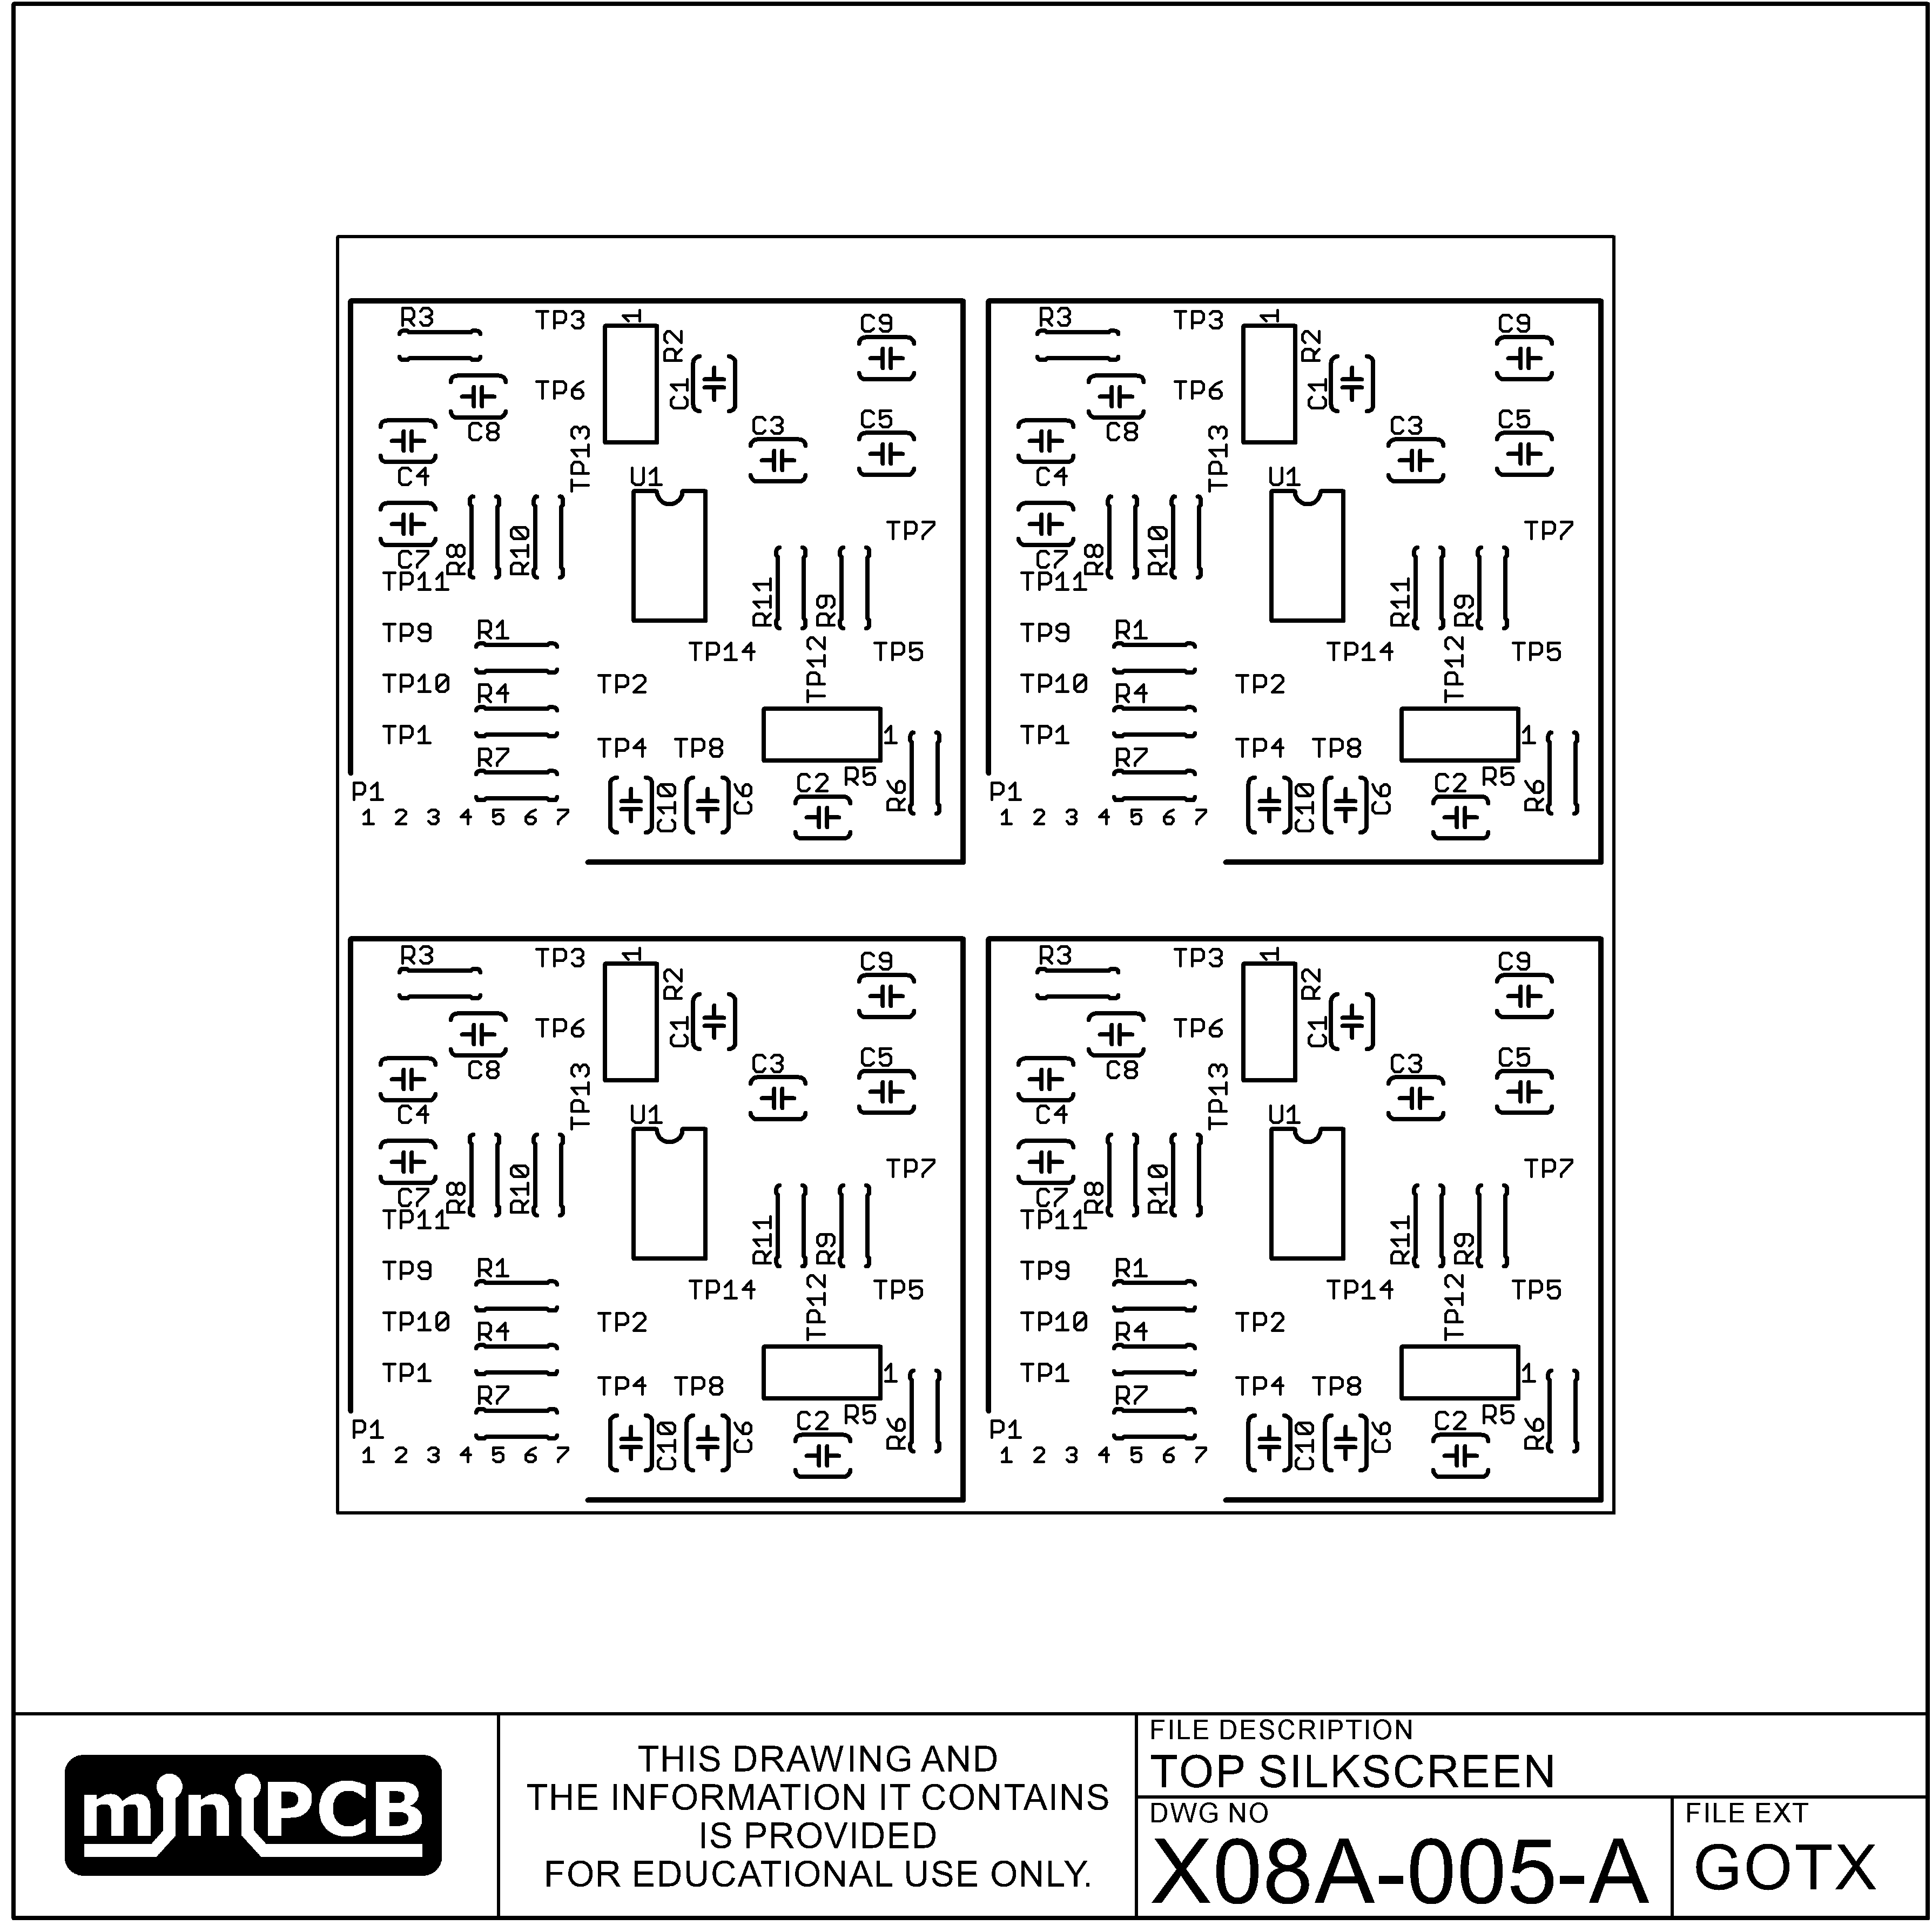 R3 TP3 1 C9
R2
TP6 C1
C8 TP13 C3 C5
C4 U1
C7 R8 R10 TP7
TP11 R11 R9
TP9 R1
TP14 TP12 TP5
TP10 R4 TP2
TP1 TP4 TP8 1
R7 R5
P1 C10 C6 C2 R6
1 2 3 4 5 6 7
R3 TP3 1 C9
R2
TP6 C1
C8 TP13 C3 C5
C4 U1
C7 R8 R10 TP7
TP11 R11 R9
TP9 R1
TP14 TP12 TP5
TP10 R4 TP2
TP1 TP4 TP8 1
R7 R5
P1 C10 C6 C2 R6
1 2 3 4 5 6 7
R3 TP3 1 C9
R2
TP6 C1
C8 TP13 C3 C5
C4 U1
C7 R8 R10 TP7
TP11 R11 R9
TP9 R1
TP14 TP12 TP5
TP10 R4 TP2
TP1 TP4 TP8 1
R7 R5
P1 C10 C6 C2 R6
1 2 3 4 5 6 7
R3 TP3 1 C9
R2
TP6 C1
C8 TP13 C3 C5
C4 U1
C7 R8 R10 TP7
TP11 R11 R9
TP9 R1
TP14 TP12 TP5
TP10 R4 TP2
TP1 TP4 TP8 1
R7 R5
P1 C10 C6 C2 R6
1 2 3 4 5 6 7
miniPCB
THIS DRAWING AND
THE INFORMATION IT CONTAINS
IS PROVIDED
FOR EDUCATIONAL USE ONLY.
FILE DESCRIPTION
TOP SILKSCREEN
DWG NO
X08A-005-A
FILE EXT
GOTX